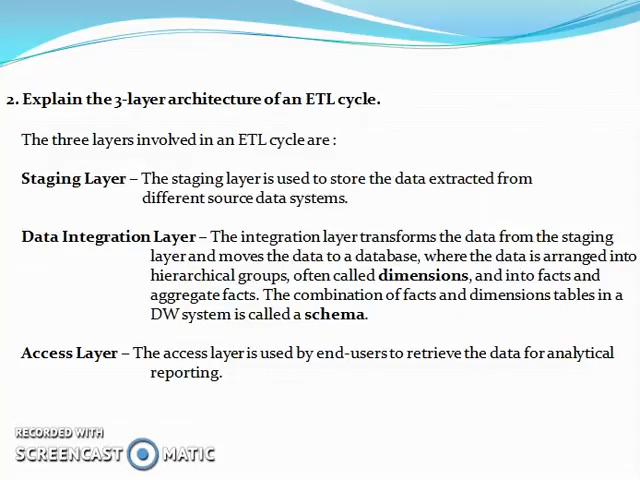 2. Explain the 3-layer architecture of an ETL cycle.
The three layers involved in an ETL cycle are :
Staging Layer – The staging layer is used to store the data extracted from
different source data systems.
Data Integration Layer – The integration layer transforms the data from the staging
layer and moves the data to a database, where the data is arranged into
hierarchical groups, often called dimensions, and into facts and
aggregate facts. The combination of facts and dimensions tables in a
DW system is called a schema.
Access Layer – The access layer is used by end-users to retrieve the data for analytical
reporting.
RECORDED WITH
SCREENCAST MATIC